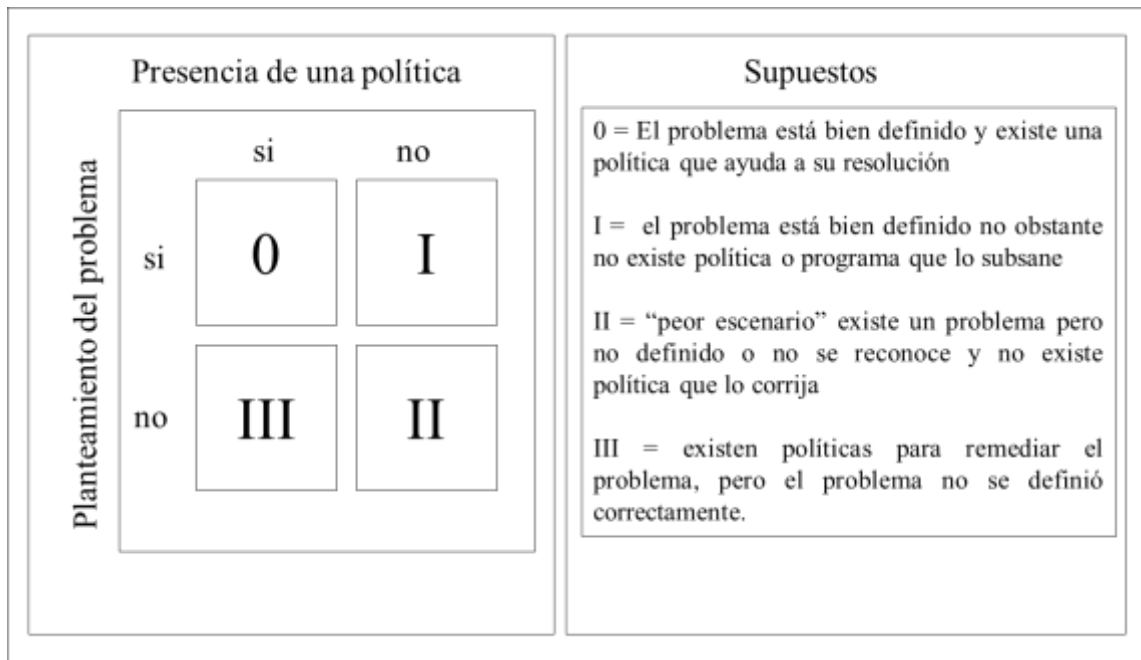 Presencia de una política
Planteamiento del problema
si no
si 0 I
no III II
Supuestos
0 = El problema está bien definido y existe una
política que ayuda a su resolución
I = el problema está bien definido no obstante
no existe política o programa que lo subsane
II = “peor escenario” existe un problema pero
no definido o no se reconoce y no existe
política que lo corrija
III = existen políticas para remediar el
problema, pero el problema no se definió
correctamente.